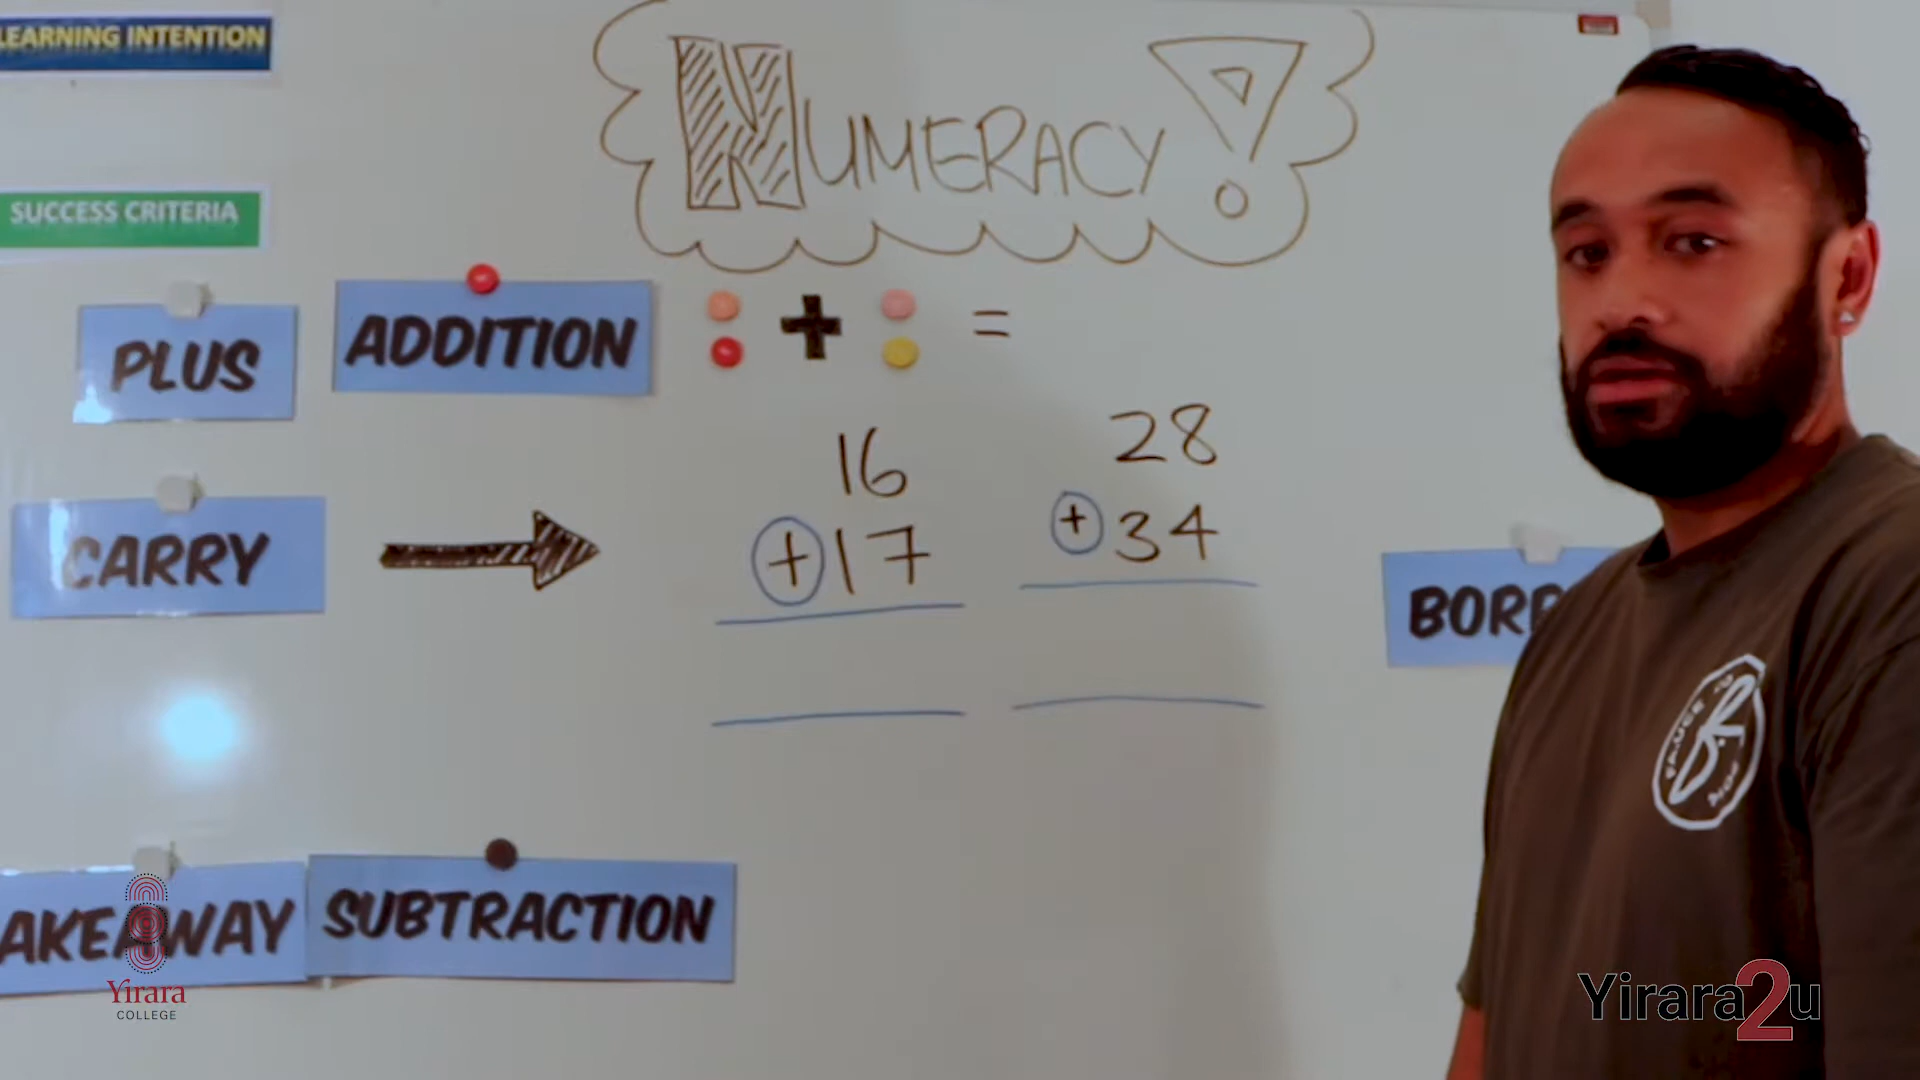 LEARNING INTENTION
NUMERACY!
SUCCESS CRITERIA
PLUS
ADDITION
+ =
16
+17
28
+34
CARRY
BORR
AKEAWAY
SUBTRACTION
Yirara
COLLEGE
Yirara2u